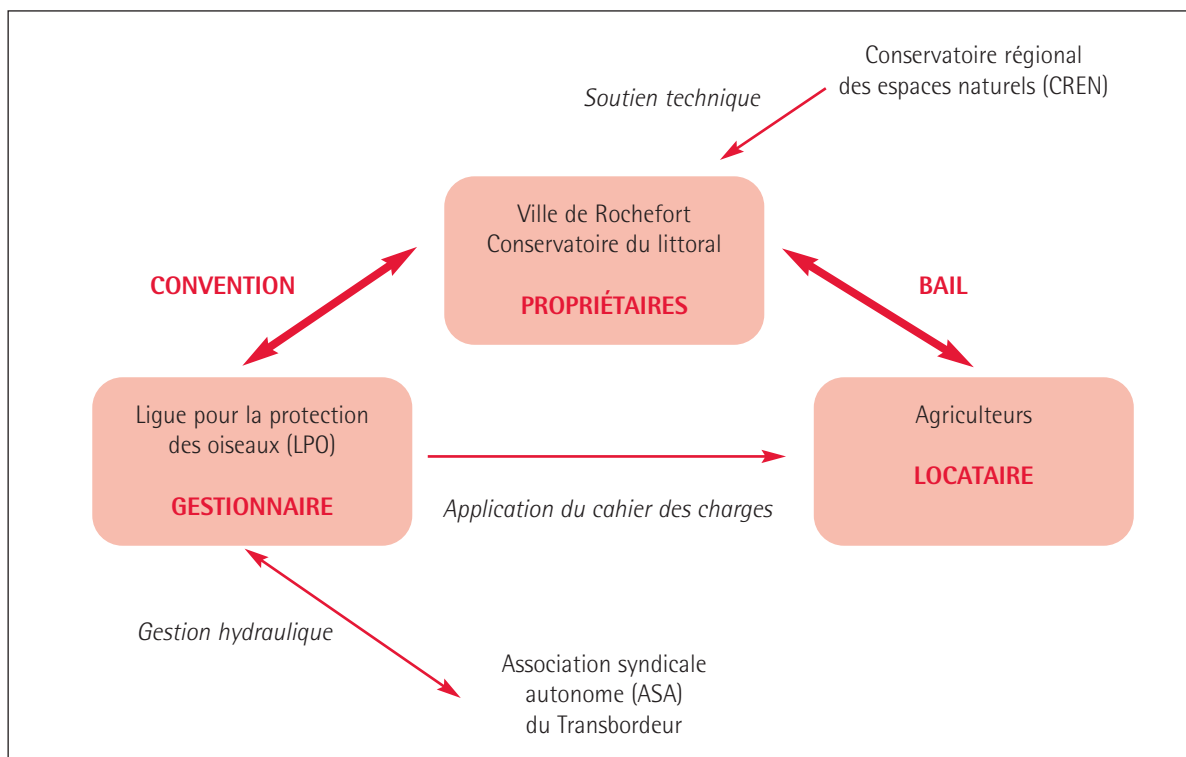 Conservatoire régional
des espaces naturels (CREN)
Soutien technique
Ville de Rochefort
Conservatoire du littoral
PROPRIÉTAIRES
CONVENTION
BAIL
Ligue pour la protection
des oiseaux (LPO)
GESTIONNAIRE
Agriculteurs
LOCATAIRE
Application du cahier des charges
Gestion hydraulique
Association syndicale
autonome (ASA)
du Transbordeur